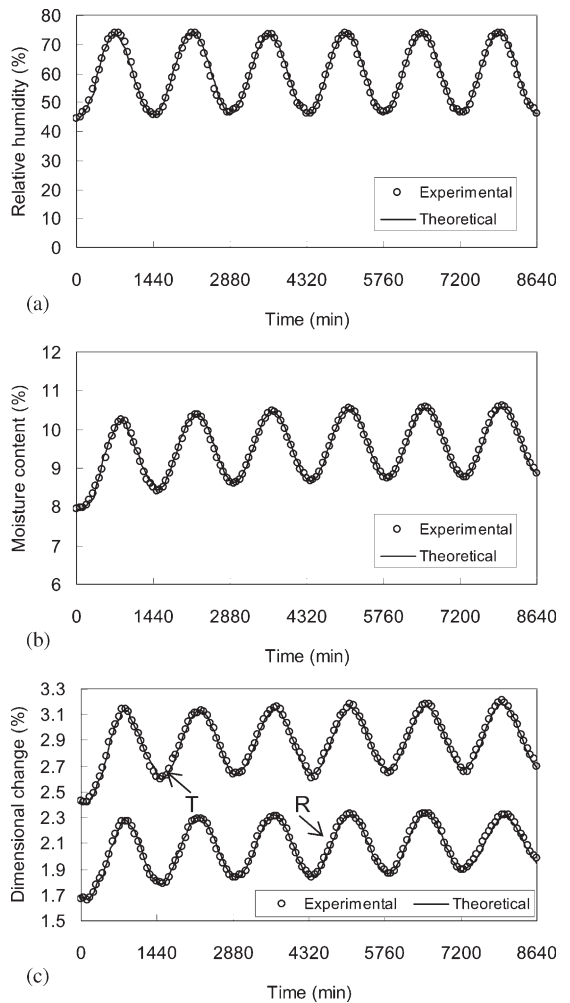 80
70
60
50
40
30
20
10
0
Relative humidity (%)
Experimental
Theoretical
0 1440 2880 4320 5760 7200 8640
(a)
Time (min)
12
11
10
9
8
7
6
Moisture content (%)
Experimental
Theoretical
0 1440 2880 4320 5760 7200 8640
(b)
Time (min)
3.3
3.1
2.9
2.7
2.5
2.3
2.1
1.9
1.7
1.5
Dimensional change (%)
T
R
Experimental Theoretical
0 1440 2880 4320 5760 7200 8640
(c)
Time (min)